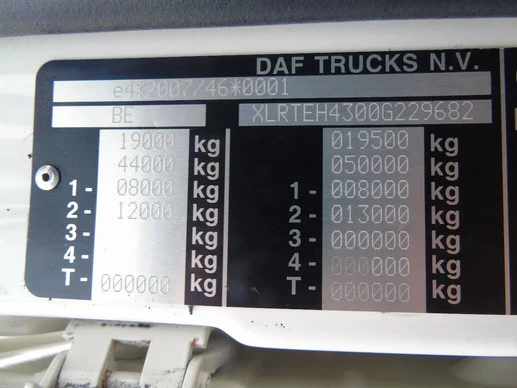 DAF TRUCKS N.V.
e4*2007/46*0001
BE XLRTEH4300G229682
19000 kg 019500 kg
44000 kg 050000 kg
1 - 08000 kg 1 - 008000 kg
2 - 12000 kg 2 - 013000 kg
3 - kg 3 - 000000 kg
4 - kg 4 - 000000 kg
T - 000000 kg T - 000000 kg